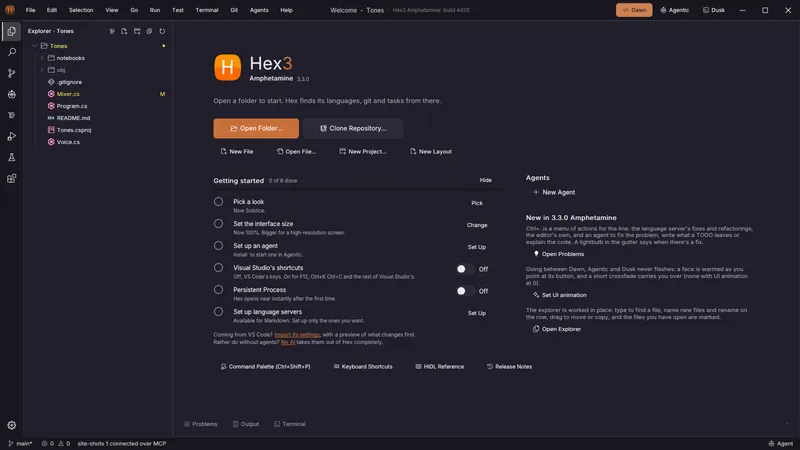 File Edit Selection View Go Run Test Terminal Git Agents Help
Welcome - Tones - Hex3 Amphetamine: build 4420
Dawn Agentic Dusk
Explorer · Tones
Tones
notebooks
obj
.gitignore
Mixer.cs M
Program.cs
README.md
Tones.csproj
Voice.cs
Hex3
Amphetamine 3.3.0
Open a folder to start. Hex finds its languages, git and tasks from there.
Open Folder... Clone Repository...
New File Open File... New Project... New Layout
Getting started 0 of 6 done Hide
Pick a look
Now Solstice.
Pick
Set the interface size
Now 100%. Bigger for a high-resolution screen.
Change
Set up an agent
Install to start one in Agentic.
Set Up
Visual Studio's shortcuts
Off, VS Code's keys. On for F12, Ctrl+K Ctrl+C and the rest of Visual Studio's.
Off
Persistent Process
Hex opens near instantly after the first time.
Off
Set up language servers
Available for Markdown. Set up only the ones you want.
Set Up
Coming from VS Code? Import its settings, with a preview of what changes first.
Rather do without agents? No AI takes them out of Hex completely.
Command Palette (Ctrl+Shift+P) Keyboard Shortcuts HIDL Reference Release Notes
Agents
New Agent
New in 3.3.0 Amphetamine
Ctrl+. is a menu of actions for the line: the language server's fixes and refactorings,
the editor's own, and an agent to fix the problem, write what a TODO leaves or
explain the code. A lightbulb in the gutter says when there's a fix.
Open Problems
Going between Dawn, Agentic and Dusk never flashes: a face is warmed as you
point at its button, and a short crossfade carries you over (none with UI animation
at 0).
Set UI animation
The explorer is worked in place: type to find a file, name new files and rename on
the row, drag to move or copy, and the files you have open are marked.
Open Explorer
Problems Output Terminal
main* 0 0 site-shots 1 connected over MCP
Agent